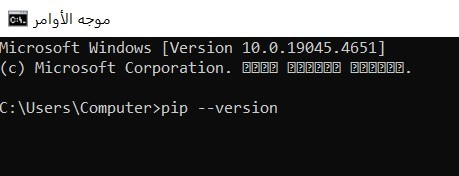 موجه الأوامر
Microsoft Windows [Version 10.0.19045.4651]
(c) Microsoft Corporation.
C:\Users\Computer>pip --version